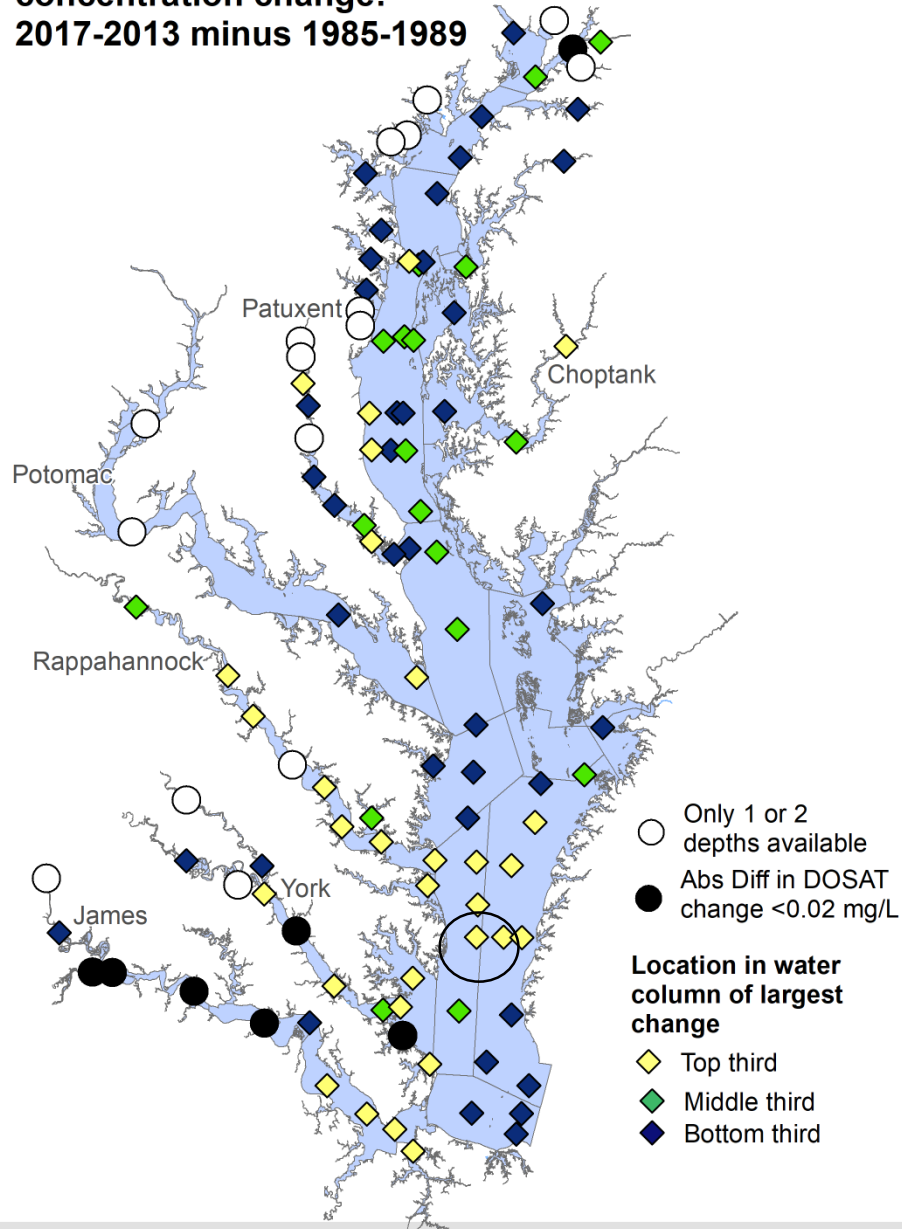 concentration change:
2017-2013 minus 1985-1989
Patuxent
Choptank
Potomac
Rappahannock
York
James
Only 1 or 2
depths available
Abs Diff in DOSAT
change <0.02 mg/L
Location in water
column of largest
change
Top third
Middle third
Bottom third